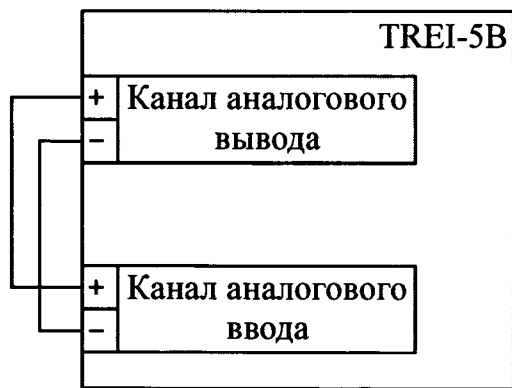 TREI-5B
+ Канал аналогового
− вывода
+ Канал аналогового
− ввода